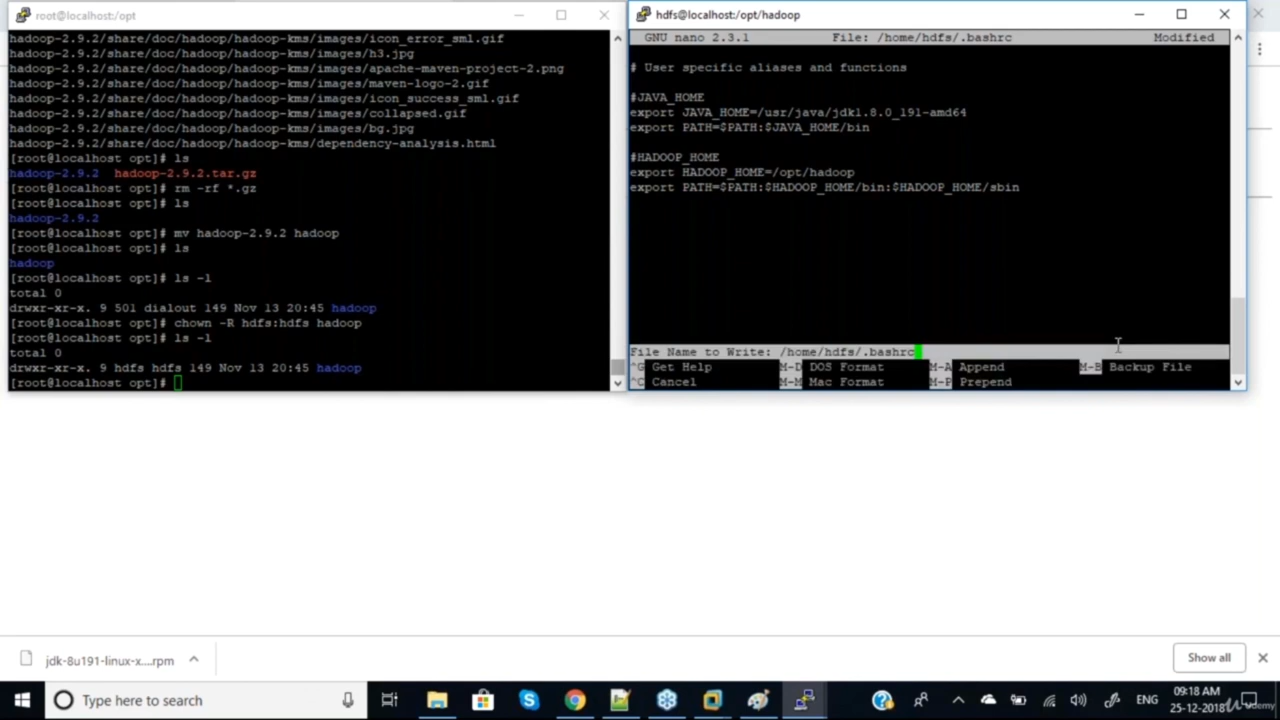 root@localhost:/opt
hadoop-2.9.2/share/doc/hadoop/hadoop-kms/images/icon_error_sml.gif
hadoop-2.9.2/share/doc/hadoop/hadoop-kms/images/h3.jpg
hadoop-2.9.2/share/doc/hadoop/hadoop-kms/images/apache-maven-project-2.png
hadoop-2.9.2/share/doc/hadoop/hadoop-kms/images/maven-logo-2.gif
hadoop-2.9.2/share/doc/hadoop/hadoop-kms/images/icon_success_sml.gif
hadoop-2.9.2/share/doc/hadoop/hadoop-kms/images/collapsed.gif
hadoop-2.9.2/share/doc/hadoop/hadoop-kms/images/bg.jpg
hadoop-2.9.2/share/doc/hadoop/hadoop-kms/dependency-analysis.html
[root@localhost opt]# ls
hadoop-2.9.2 hadoop-2.9.2.tar.gz
[root@localhost opt]# rm -rf *.gz
[root@localhost opt]# ls
hadoop-2.9.2
[root@localhost opt]# mv hadoop-2.9.2 hadoop
[root@localhost opt]# ls
hadoop
[root@localhost opt]# ls -l
total 0
drwxr-xr-x. 9 501 dialout 149 Nov 13 20:45 hadoop
[root@localhost opt]# chown -R hdfs:hdfs hadoop
[root@localhost opt]# ls -l
total 0
drwxr-xr-x. 9 hdfs hdfs 149 Nov 13 20:45 hadoop
[root@localhost opt]#
hdfs@localhost:/opt/hadoop
GNU nano 2.3.1 File: /home/hdfs/.bashrc Modified
# User specific aliases and functions
#JAVA_HOME
export JAVA_HOME=/usr/java/jdk1.8.0_191-amd64
export PATH=$PATH:$JAVA_HOME/bin
#HADOOP_HOME
export HADOOP_HOME=/opt/hadoop
export PATH=$PATH:$HADOOP_HOME/bin:$HADOOP_HOME/sbin
File Name to Write: /home/hdfs/.bashrc
^G Get Help M-D DOS Format M-A Append M-B Backup File
^C Cancel M-M Mac Format M-P Prepend
jdk-8u191-linux-x....rpm
Show all
Type here to search
ENG
09:18 AM
25-12-2018
Udemy